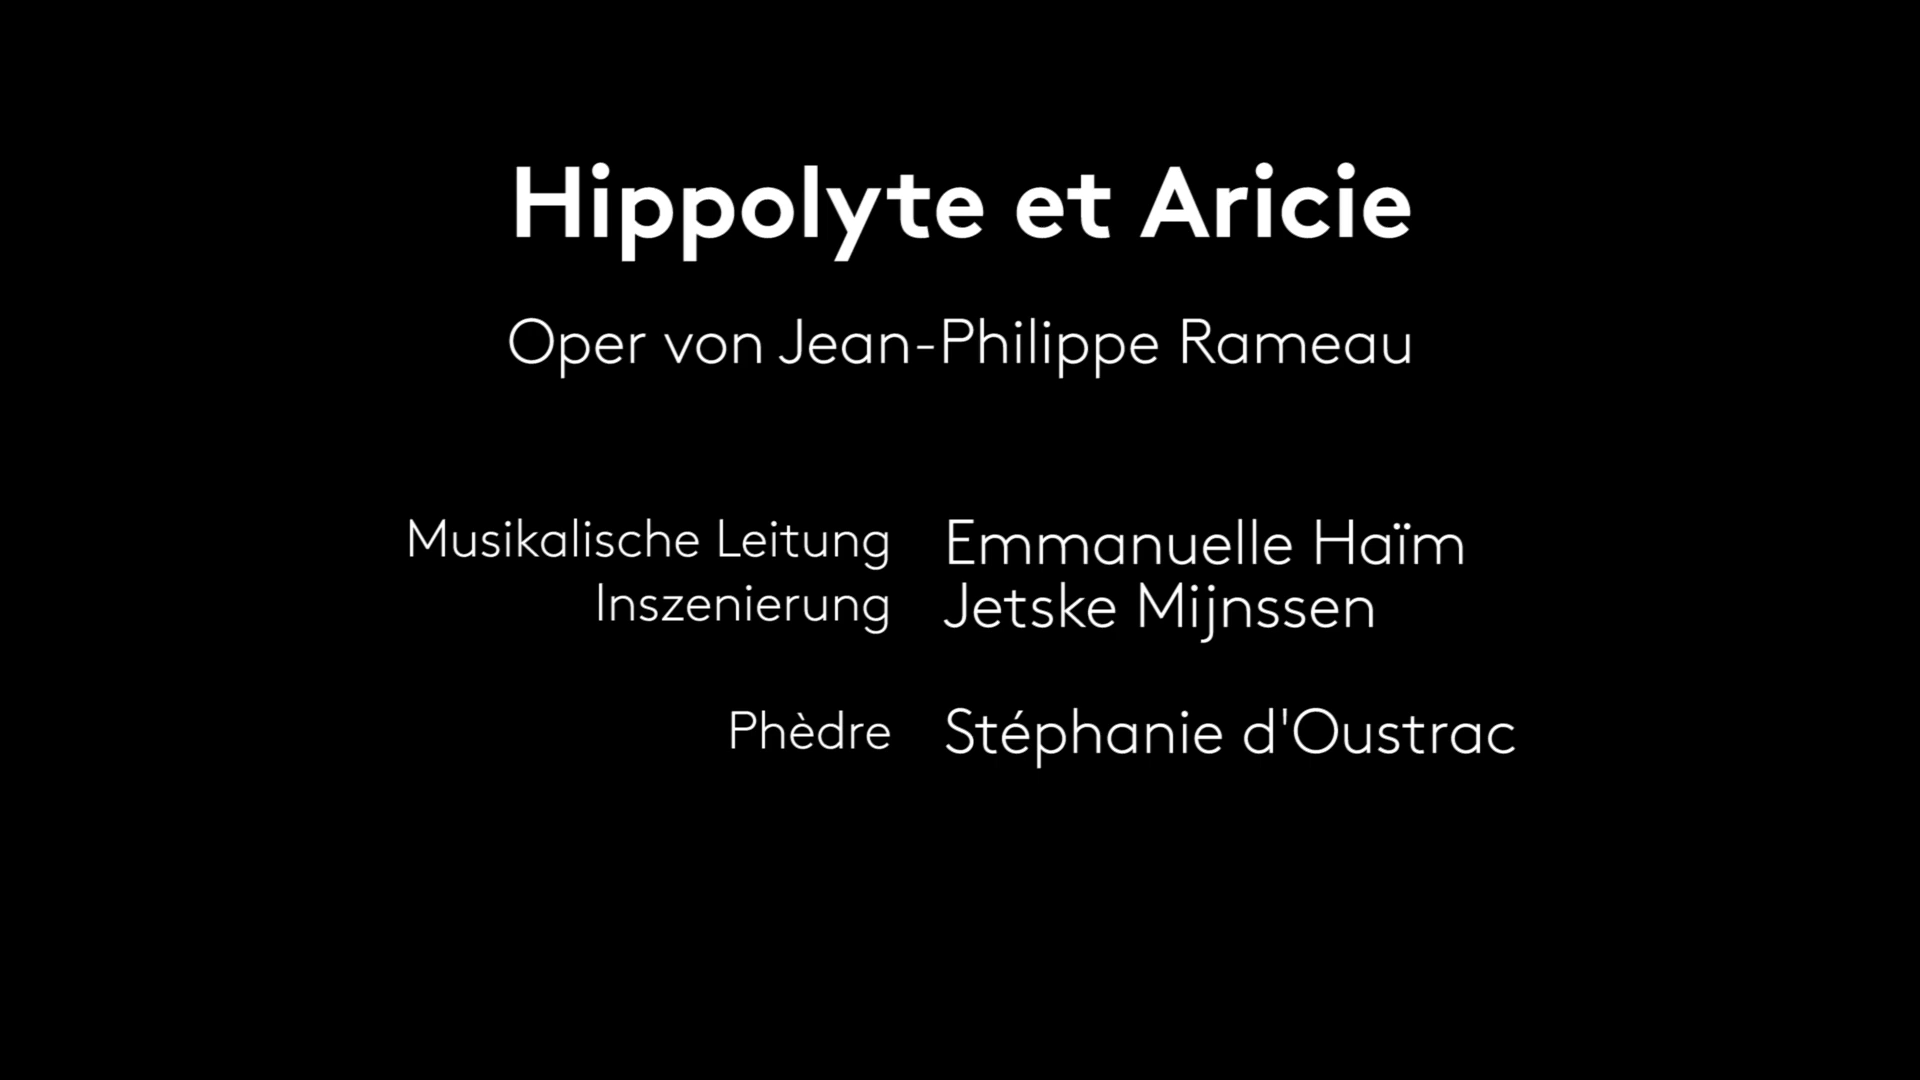 Hippolyte et Aricie
Oper von Jean-Philippe Rameau
Musikalische Leitung Emmanuelle Haïm
Inszenierung Jetske Mijnssen
Phèdre Stéphanie d'Oustrac